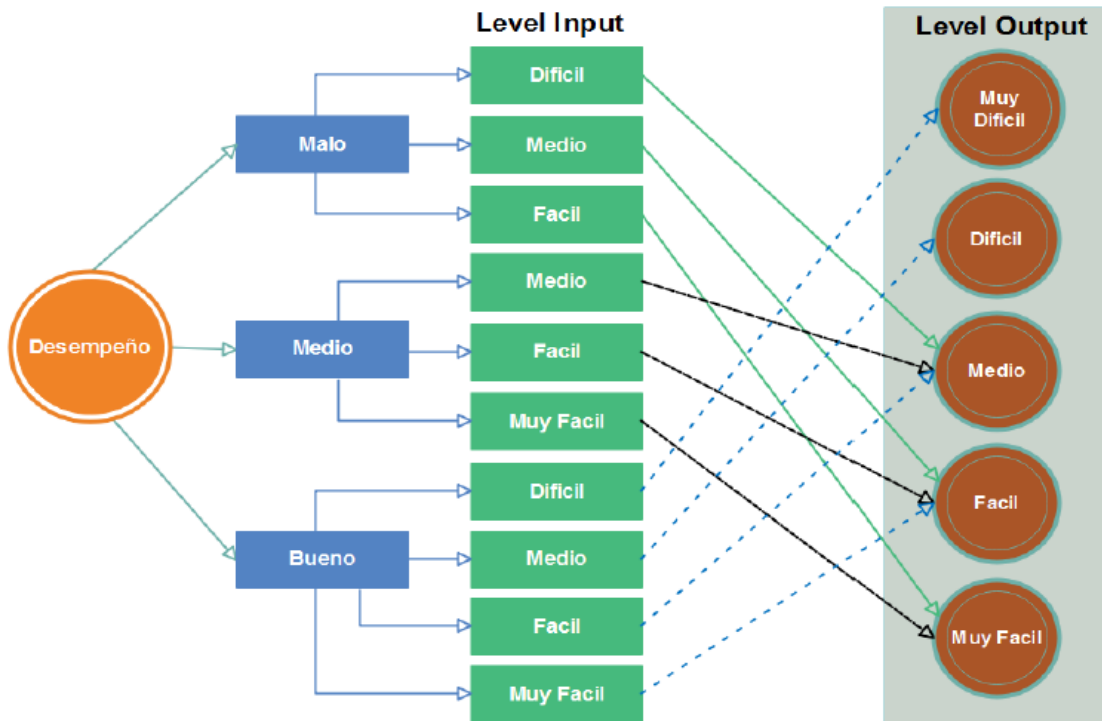 Level Input
Level Output
Desempeño
Malo
Medio
Bueno
Dificil
Medio
Facil
Medio
Facil
Muy Facil
Dificil
Medio
Facil
Muy Facil
Muy
Dificil
Dificil
Medio
Facil
Muy Facil